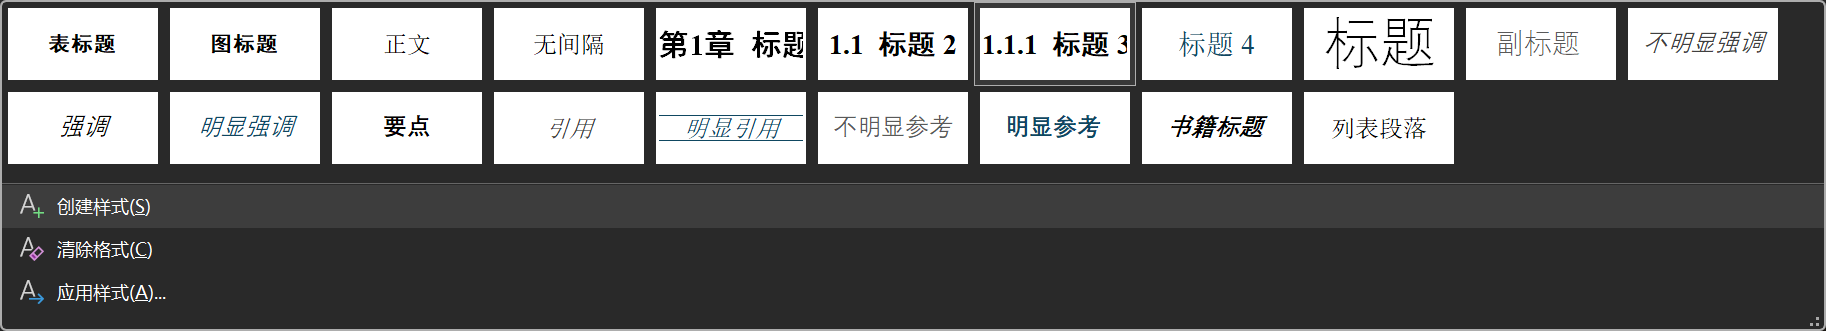 表标题
图标题
正文
无间隔
第1章 标题
1.1 标题 2
1.1.1 标题 3
标题 4
标题
副标题
不明显强调
强调
明显强调
要点
引用
明显引用
不明显参考
明显参考
书籍标题
列表段落
创建样式(S)
清除格式(C)
应用样式(A)...